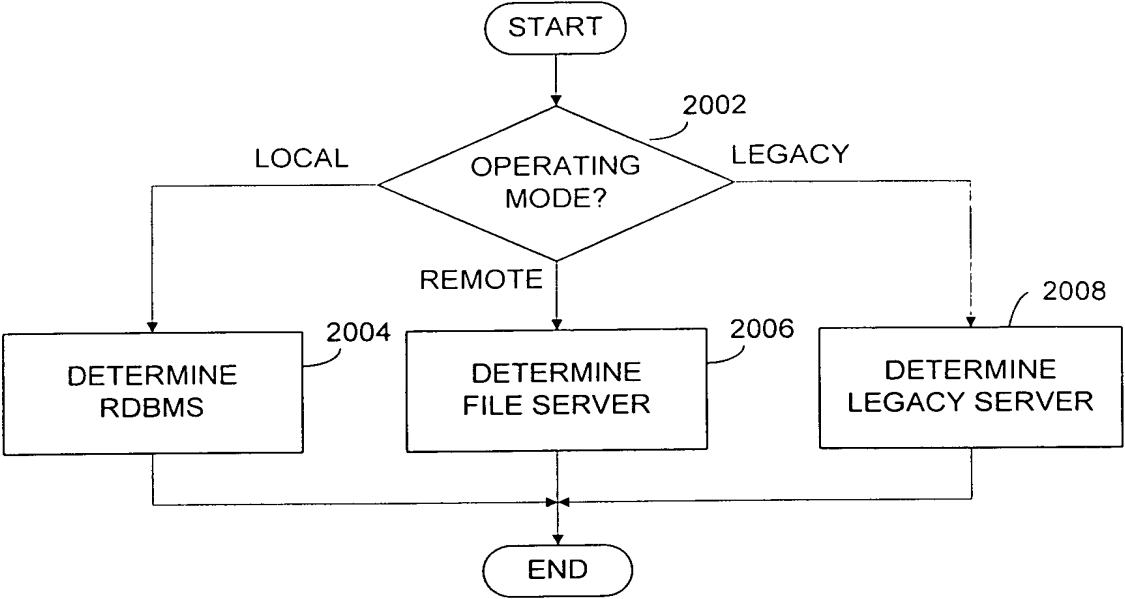 START
2002
LOCAL
OPERATING
MODE?
LEGACY
REMOTE
2004
2006
2008
DETERMINE
RDBMS
DETERMINE
FILE SERVER
DETERMINE
LEGACY SERVER
END